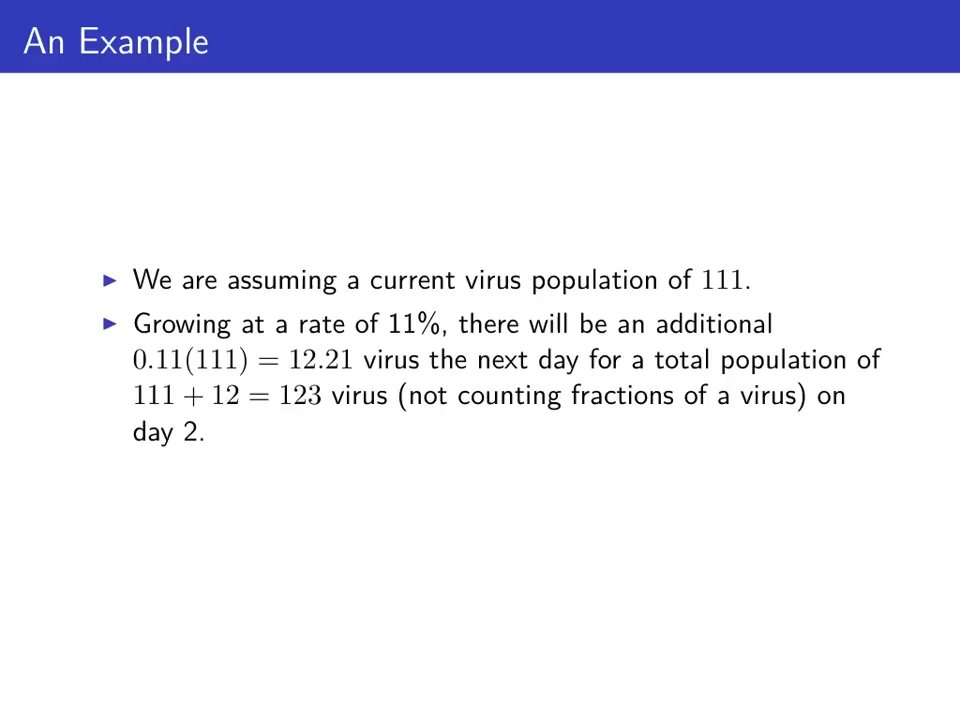 An Example
▶ We are assuming a current virus population of 111.
▶ Growing at a rate of 11%, there will be an additional
0.11(111) = 12.21 virus the next day for a total population of
111 + 12 = 123 virus (not counting fractions of a virus) on
day 2.